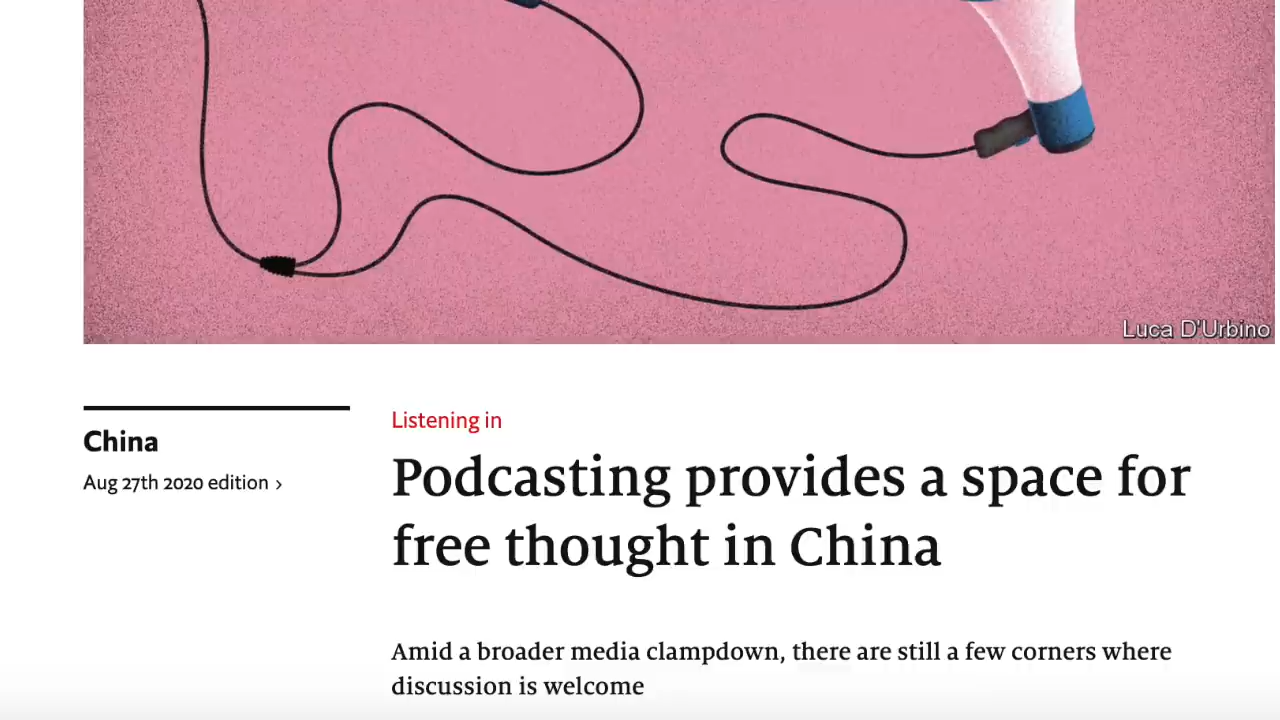 Luca D'Urbino
China
Aug 27th 2020 edition ›
Listening in
Podcasting provides a space for
free thought in China
Amid a broader media clampdown, there are still a few corners where
discussion is welcome